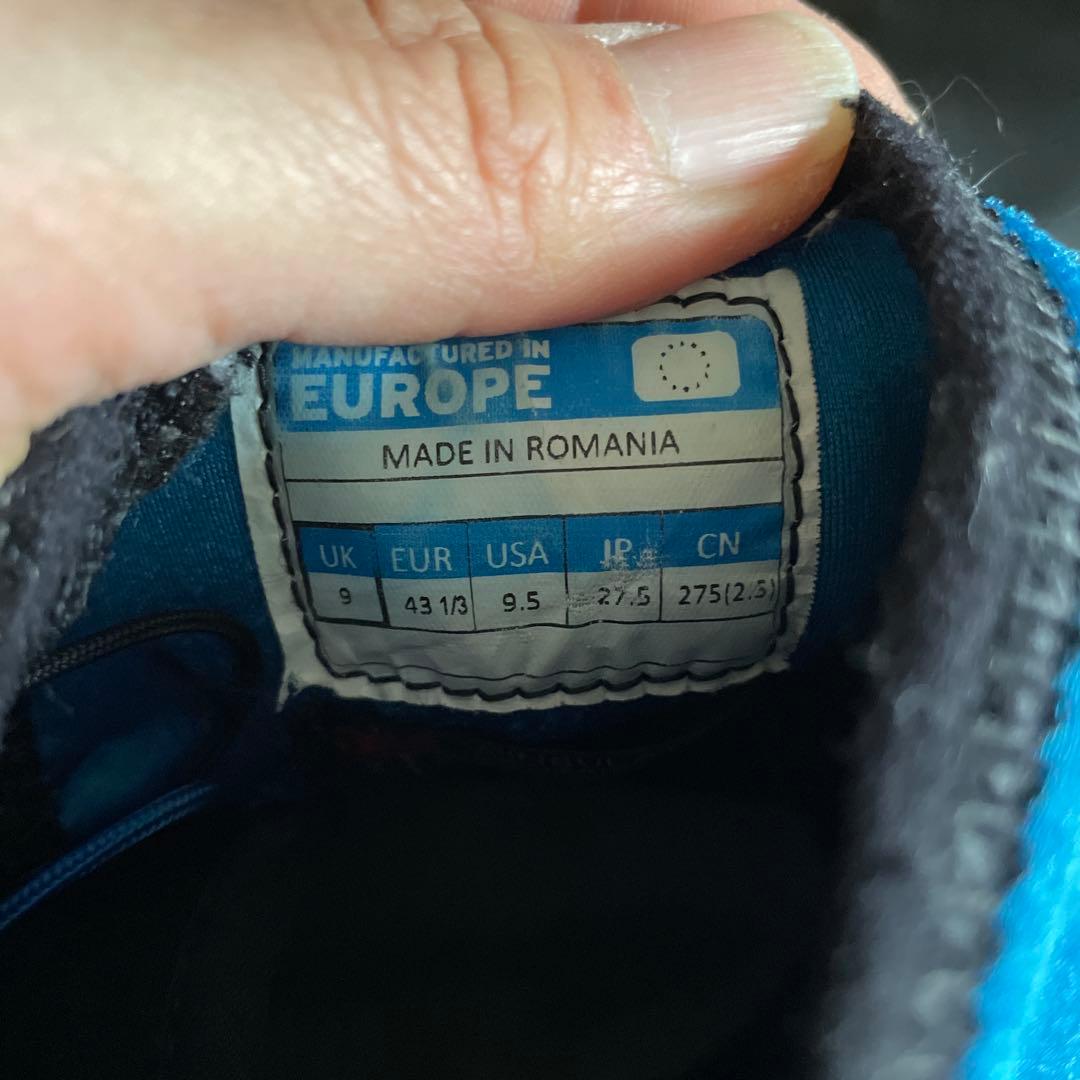 MANUFACTURED IN
EUROPE
MADE IN ROMANIA
UK EUR USA JP CN
9 43 1/3 9.5 27.5 275(2.5)